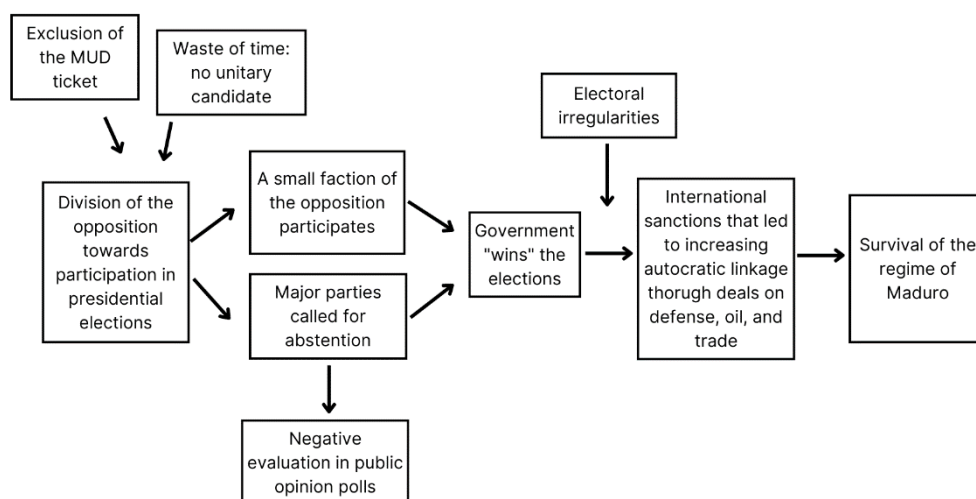 Exclusion of
the MUD
ticket
Waste of time:
no unitary
candidate
Electoral
irregularities
Division of the
opposition
towards
participation in
presidential
elections
A small faction of
the opposition
participates
Major parties
called for
abstention
Negative
evaluation in public
opinion polls
Government
"wins" the
elections
International
sanctions that led
to increasing
autocratic linkage
thorugh deals on
defense, oil, and
trade
Survival of the
regime of
Maduro